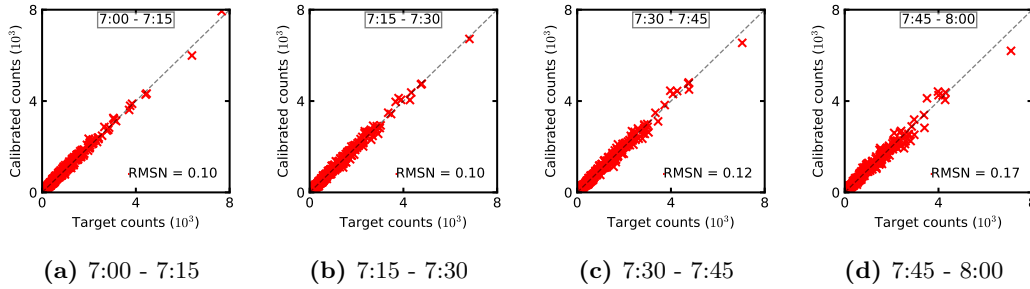 8
7:00 - 7:15
Calibrated counts (10³)
4
RMSN = 0.10
0
0 4 8
Target counts (10³)
(a) 7:00 - 7:15
8
7:15 - 7:30
Calibrated counts (10³)
4
RMSN = 0.10
0
0 4 8
Target counts (10³)
(b) 7:15 - 7:30
8
7:30 - 7:45
Calibrated counts (10³)
4
RMSN = 0.12
0
0 4 8
Target counts (10³)
(c) 7:30 - 7:45
8
7:45 - 8:00
Calibrated counts (10³)
4
RMSN = 0.17
0
0 4 8
Target counts (10³)
(d) 7:45 - 8:00